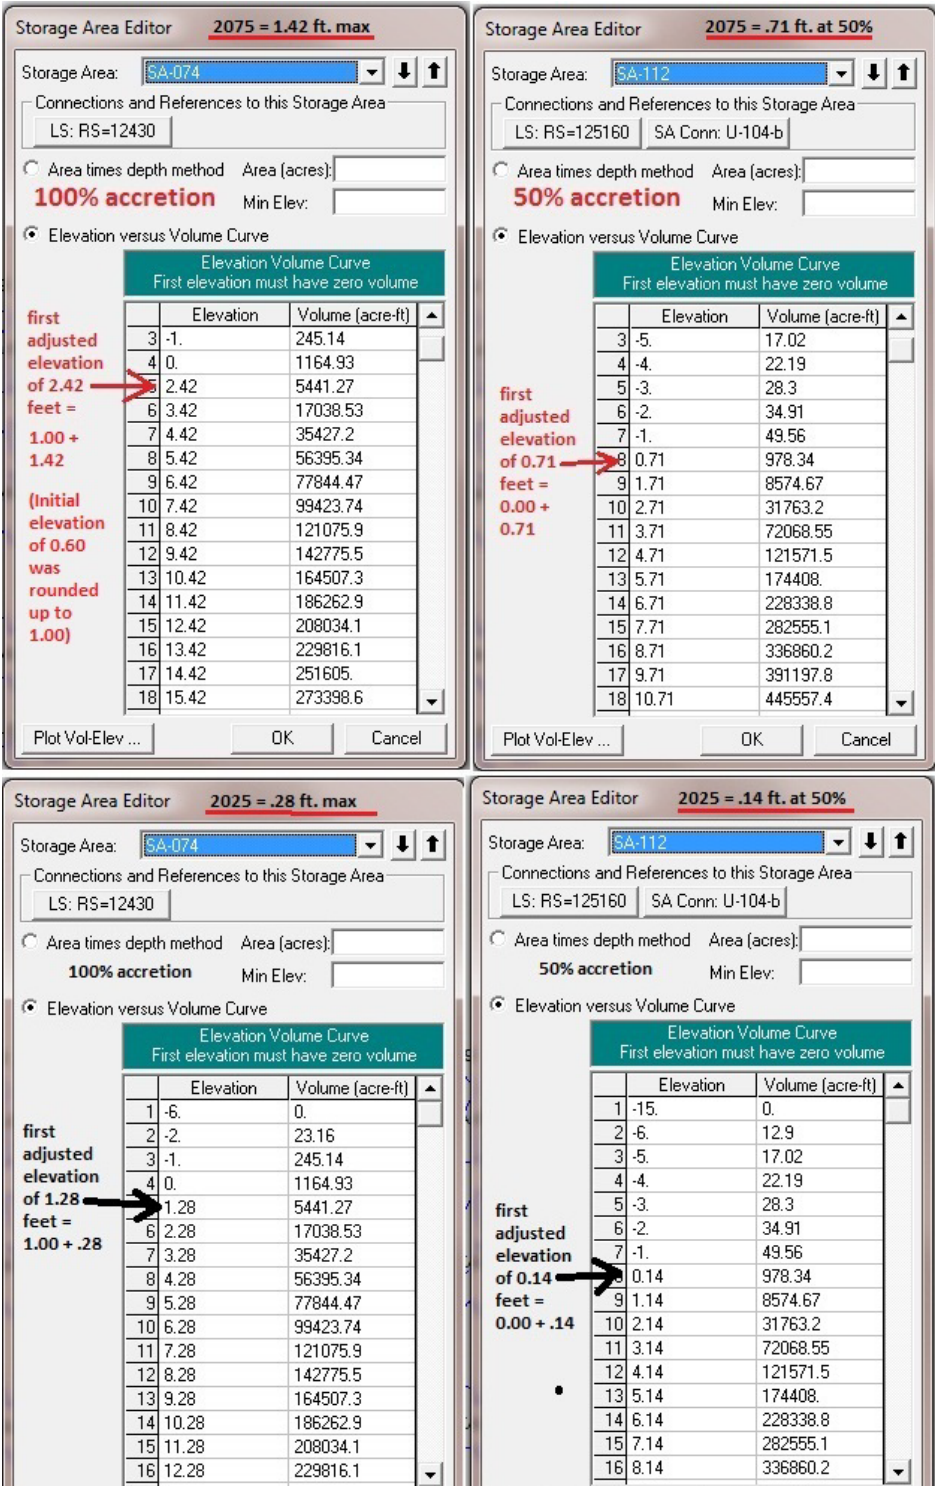 Storage Area Editor 2075 = 1.42 ft. max
Storage Area: SA-074
Connections and References to this Storage Area
LS: RS=12430
Area times depth method Area (acres):
100% accretion Min Elev:
Elevation versus Volume Curve
Elevation Volume Curve
First elevation must have zero volume
Elevation Volume (acre-ft)
3 -1. 245.14
4 0. 1164.93
2.42 5441.27
6 3.42 17038.53
7 4.42 35427.2
8 5.42 56395.34
9 6.42 77844.47
10 7.42 99423.74
11 8.42 121075.9
12 9.42 142775.5
13 10.42 164507.3
14 11.42 186262.9
15 12.42 208034.1
16 13.42 229816.1
17 14.42 251605.
18 15.42 273398.6
first
adjusted
elevation
of 2.42
feet =
1.00 +
1.42
(Initial
elevation
of 0.60
was
rounded
up to
1.00)
Plot Vol-Elev ... OK Cancel
Storage Area Editor 2075 = .71 ft. at 50%
Storage Area: SA-112
Connections and References to this Storage Area
LS: RS=125160 SA Conn: U-104-b
Area times depth method Area (acres):
50% accretion Min Elev:
Elevation versus Volume Curve
Elevation Volume Curve
First elevation must have zero volume
Elevation Volume (acre-ft)
3 -5. 17.02
4 -4. 22.19
5 -3. 28.3
6 -2. 34.91
7 -1. 49.56
8 0.71 978.34
9 1.71 8574.67
10 2.71 31763.2
11 3.71 72068.55
12 4.71 121571.5
13 5.71 174408.
14 6.71 228338.8
15 7.71 282555.1
16 8.71 336860.2
17 9.71 391197.8
18 10.71 445557.4
first
adjusted
elevation
of 0.71
feet =
0.00 +
0.71
Plot Vol-Elev ... OK Cancel
Storage Area Editor 2025 = .28 ft. max
Storage Area: SA-074
Connections and References to this Storage Area
LS: RS=12430
Area times depth method Area (acres):
100% accretion Min Elev:
Elevation versus Volume Curve
Elevation Volume Curve
First elevation must have zero volume
Elevation Volume (acre-ft)
1 -6. 0.
2 -2. 23.16
3 -1. 245.14
4 0. 1164.93
1.28 5441.27
6 2.28 17038.53
7 3.28 35427.2
8 4.28 56395.34
9 5.28 77844.47
10 6.28 99423.74
11 7.28 121075.9
12 8.28 142775.5
13 9.28 164507.3
14 10.28 186262.9
15 11.28 208034.1
16 12.28 229816.1
first
adjusted
elevation
of 1.28
feet =
1.00 + .28
Storage Area Editor 2025 = .14 ft. at 50%
Storage Area: SA-112
Connections and References to this Storage Area
LS: RS=125160 SA Conn: U-104-b
Area times depth method Area (acres):
50% accretion Min Elev:
Elevation versus Volume Curve
Elevation Volume Curve
First elevation must have zero volume
Elevation Volume (acre-ft)
1 -15. 0.
2 -6. 12.9
3 -5. 17.02
4 -4. 22.19
5 -3. 28.3
6 -2. 34.91
7 -1. 49.56
0.14 978.34
9 1.14 8574.67
10 2.14 31763.2
11 3.14 72068.55
12 4.14 121571.5
13 5.14 174408.
14 6.14 228338.8
15 7.14 282555.1
16 8.14 336860.2
first
adjusted
elevation
of 0.14
feet =
0.00 + .14